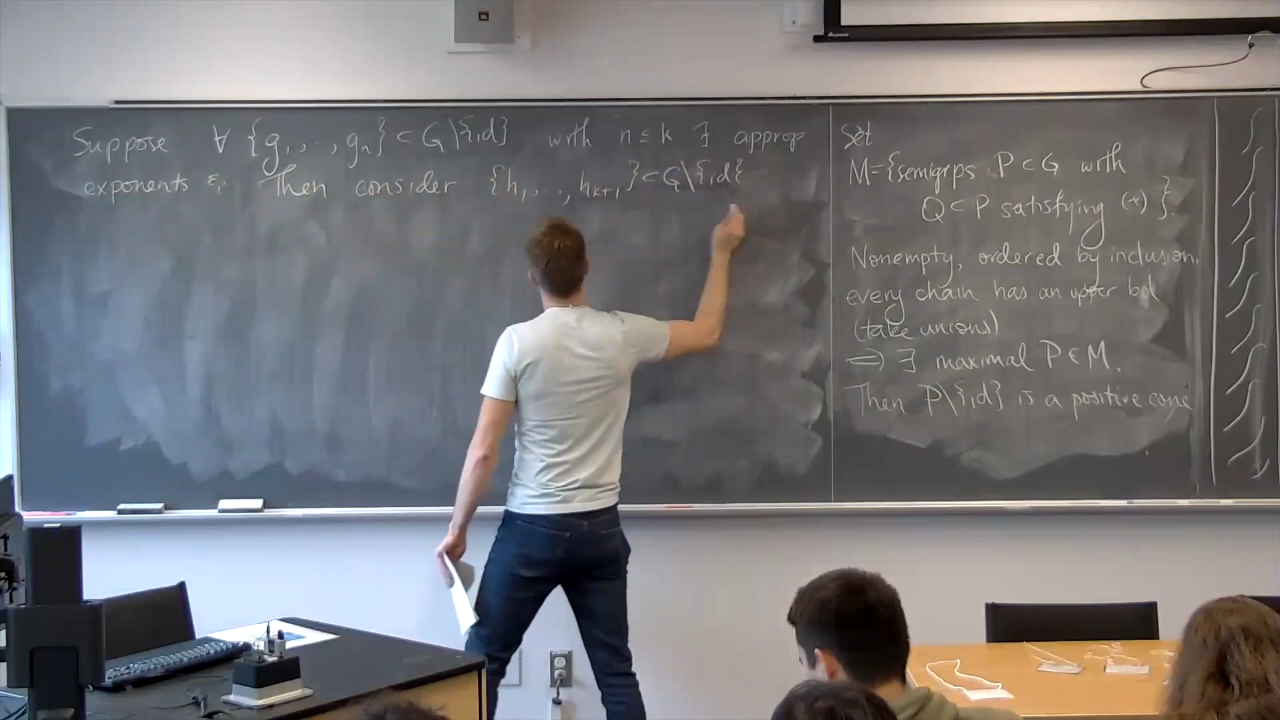 Suppose ∀ {g₁,..,gₙ} ⊂ G\{id} with n ≤ k ∃ approp
exponents εᵢ. Then consider {h₁,..,hₖ₊₁} ⊂ G\{id}
Set
M={semigrps P⊂G with
Q⊂P satisfying (*)}.
Nonempty, ordered by inclusion,
every chain has an upper bd
(take unions)
⇒ ∃ maximal P∈M.
Then P\{id} is a positive cone